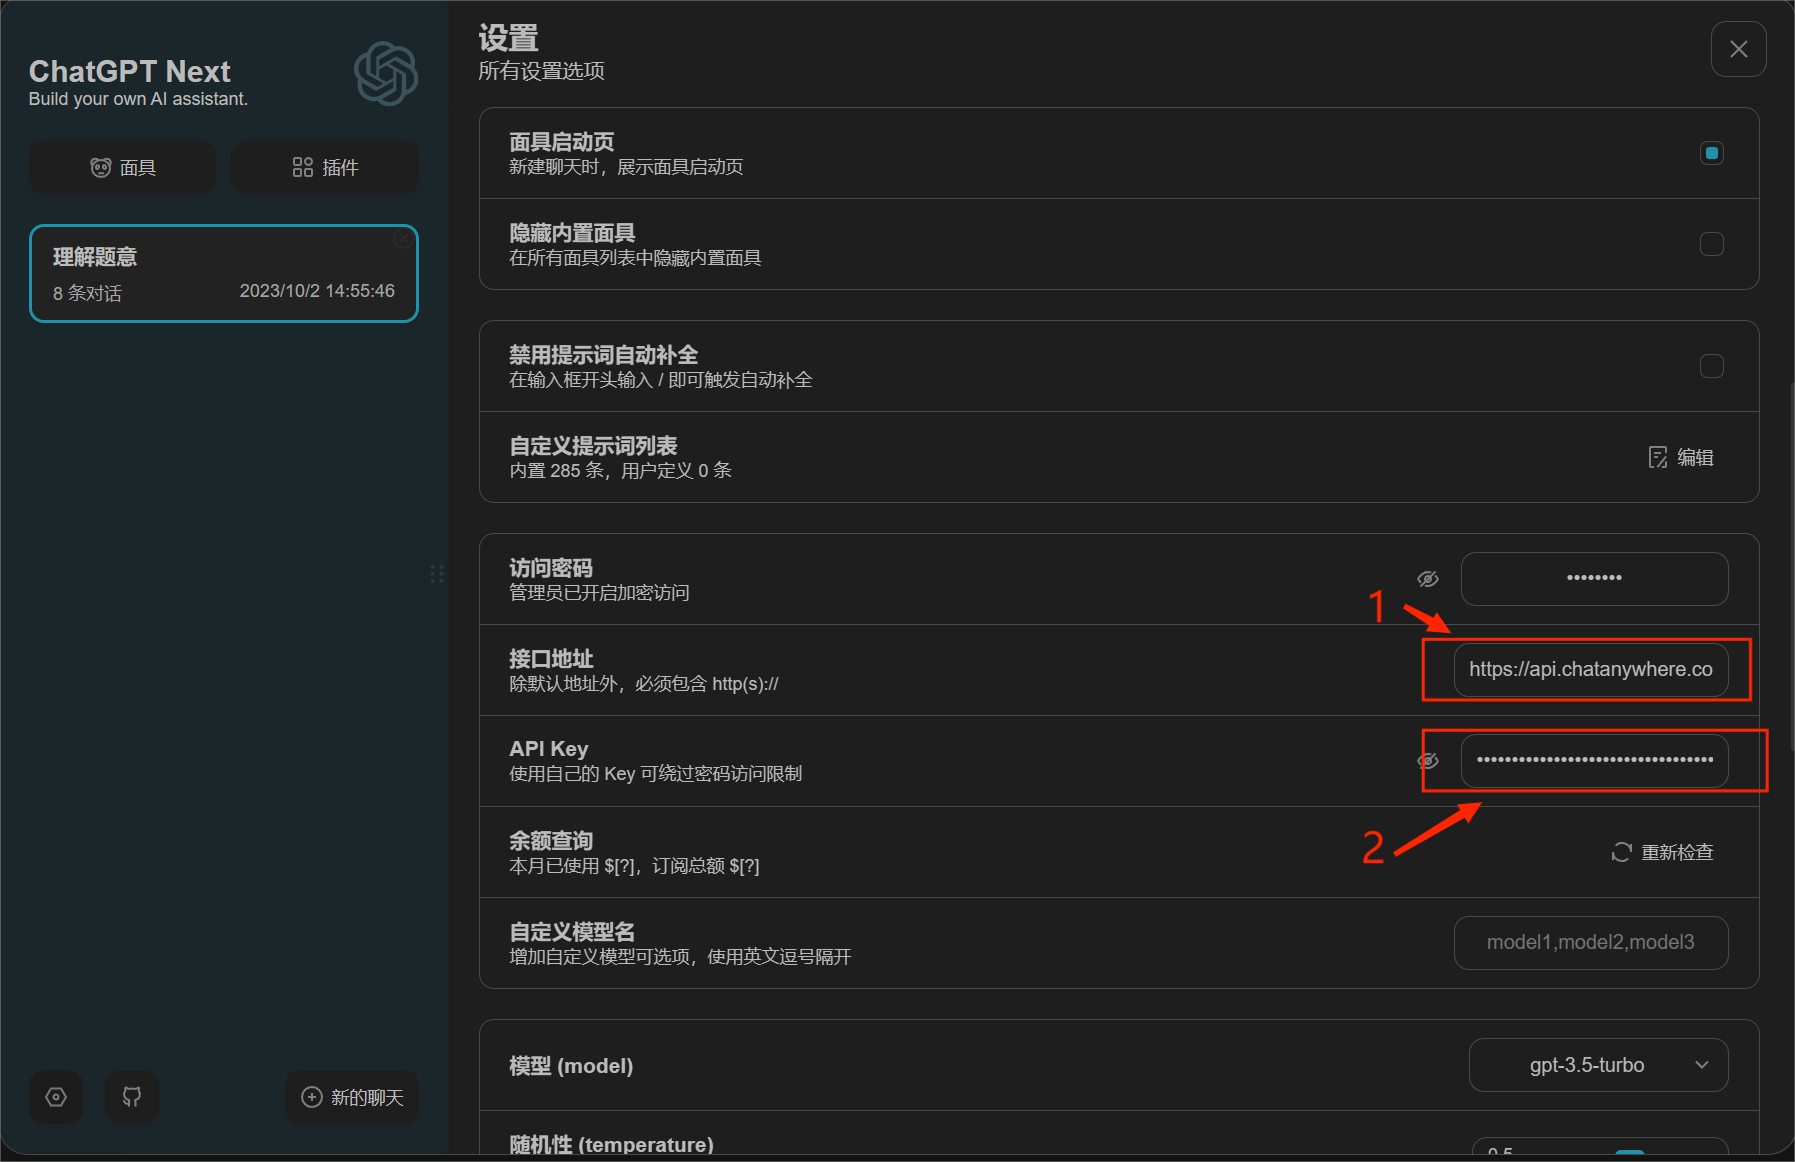 ChatGPT Next
Build your own AI assistant.
面具
插件
理解题意
8 条对话
2023/10/2 14:55:46
新的聊天
设置
所有设置选项
面具启动页
新建聊天时，展示面具启动页
隐藏内置面具
在所有面具列表中隐藏内置面具
禁用提示词自动补全
在输入框开头输入 / 即可触发自动补全
自定义提示词列表
内置 285 条，用户定义 0 条
编辑
访问密码
管理员已开启加密访问
••••••••
1
接口地址
除默认地址外，必须包含 http(s)://
https://api.chatanywhere.co
API Key
使用自己的 Key 可绕过密码访问限制
2
余额查询
本月已使用 $[?]，订阅总额 $[?]
重新检查
自定义模型名
增加自定义模型可选项，使用英文逗号隔开
model1,model2,model3
模型 (model)
gpt-3.5-turbo
随机性 (temperature)
0.5